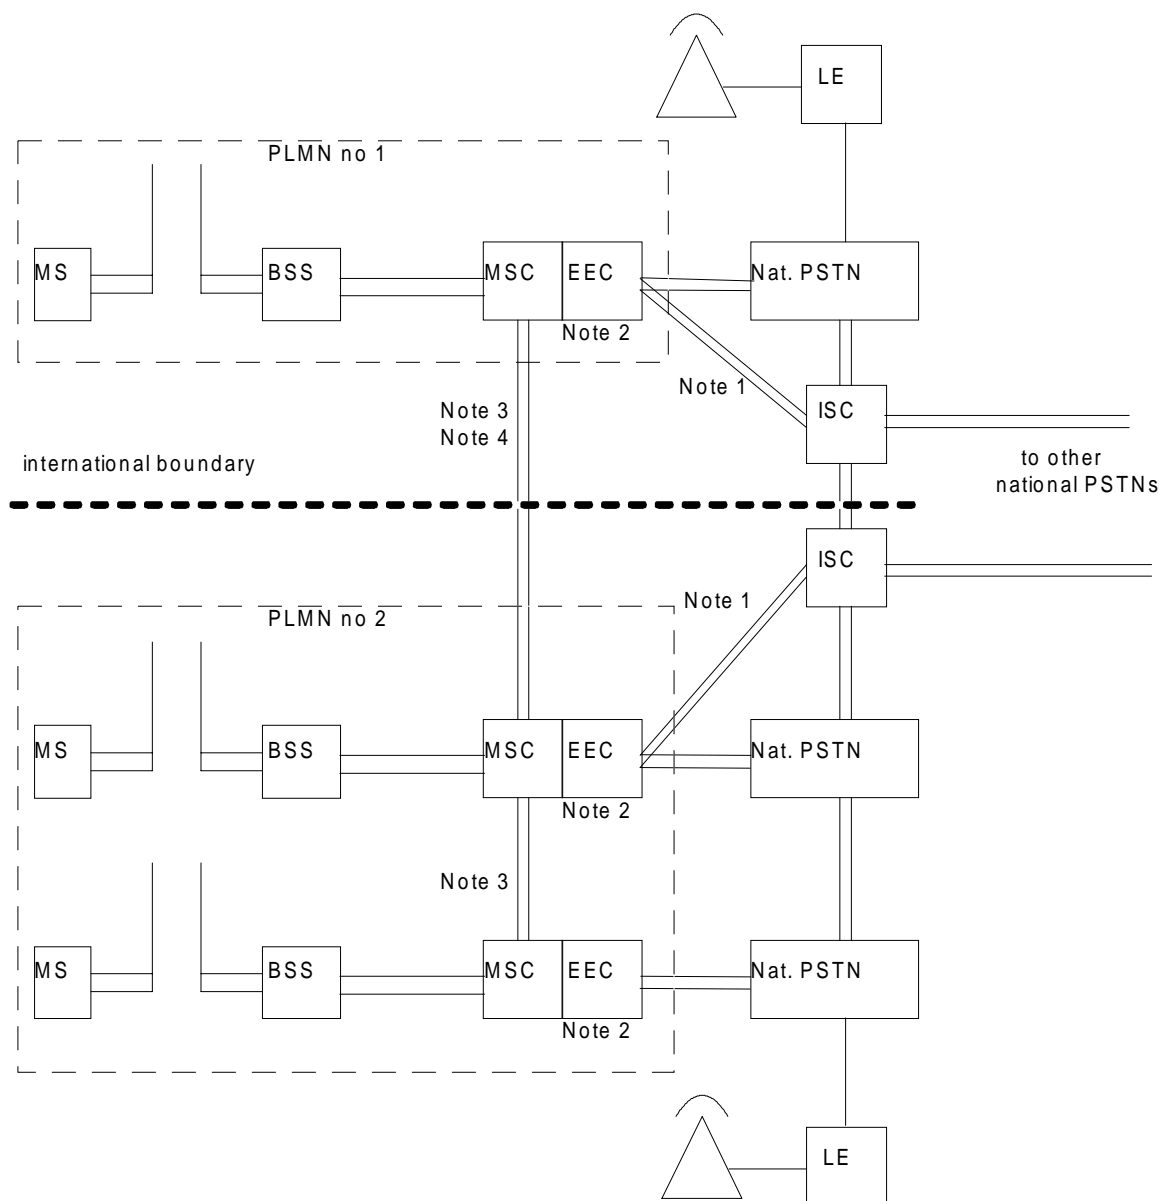 LE
PLMN no 1
MS
BSS
MSC
EEC
Nat. PSTN
Note 2
Note 1
Note 3
Note 4
ISC
international boundary
to other
national PSTNs
ISC
Note 1
PLMN no 2
MS
BSS
MSC
EEC
Nat. PSTN
Note 2
Note 3
MS
BSS
MSC
EEC
Nat. PSTN
Note 2
LE